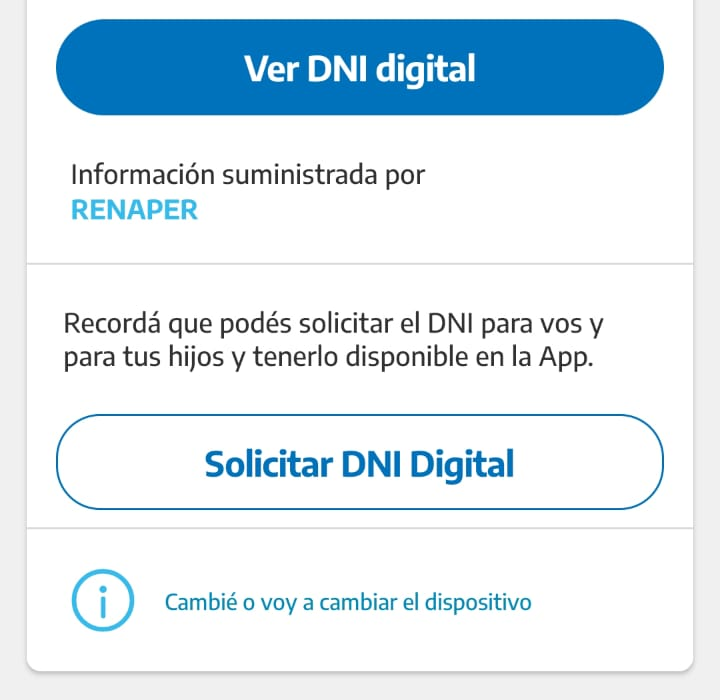 Ver DNI digital
Información suministrada por
RENAPER
Recordá que podés solicitar el DNI para vos y
para tus hijos y tenerlo disponible en la App.
Solicitar DNI Digital
Cambié o voy a cambiar el dispositivo